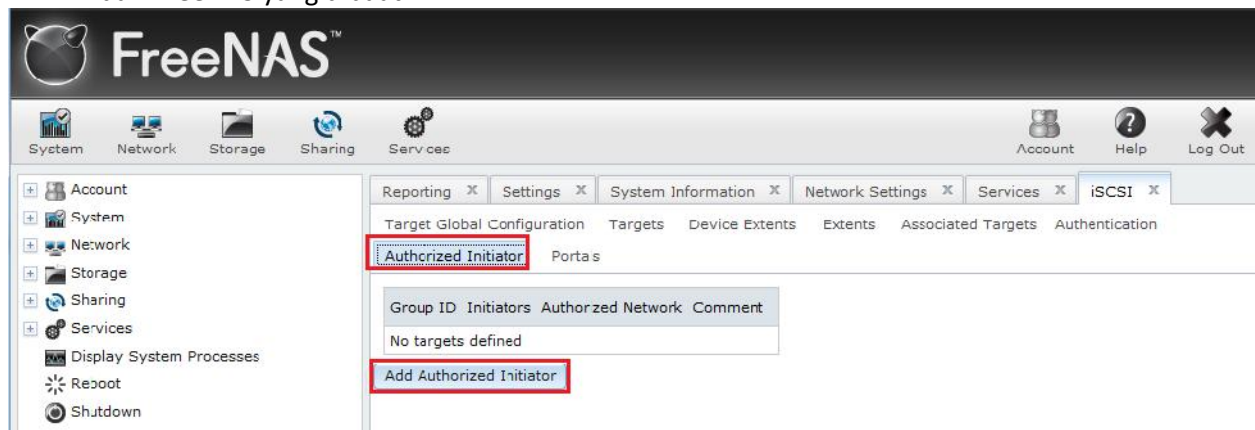 FreeNAS™
System Network Storage Sharing Services Account Help Log Out
Account
System
Network
Storage
Sharing
Services
Display System Processes
Reboot
Shutdown
Reporting X Settings X System Information X Network Settings X Services X iSCSI X
Target Global Configuration Targets Device Extents Extents Associated Targets Authentication
Authorized Initiator Portals
Group ID Initiators Authorized Network Comment
No targets defined
Add Authorized Initiator